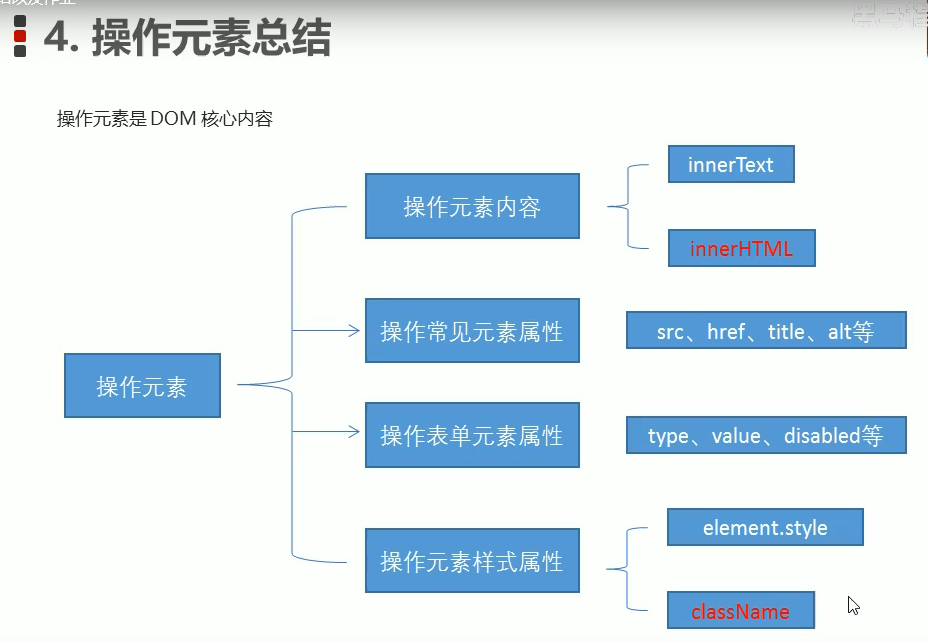 4. 操作元素总结
操作元素是DOM 核心内容
操作元素
操作元素内容
innerText
innerHTML
操作常见元素属性
src、href、title、alt等
操作表单元素属性
type、value、disabled等
操作元素样式属性
element.style
className